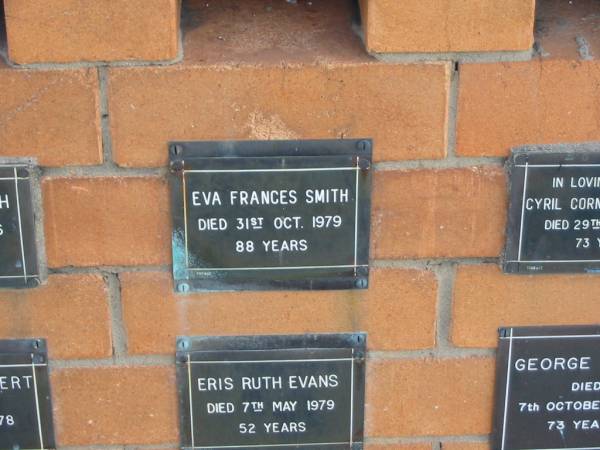 EVA FRANCES SMITH
DIED 31ST OCT. 1979
88 YEARS
IN LOVIN
CYRIL CORN
DIED 29TH
73 Y
H
S
ERIS RUTH EVANS
DIED 7TH MAY 1979
52 YEARS
GEORGE
DIED
7th OCTOBE
73 YEA
ERT
78